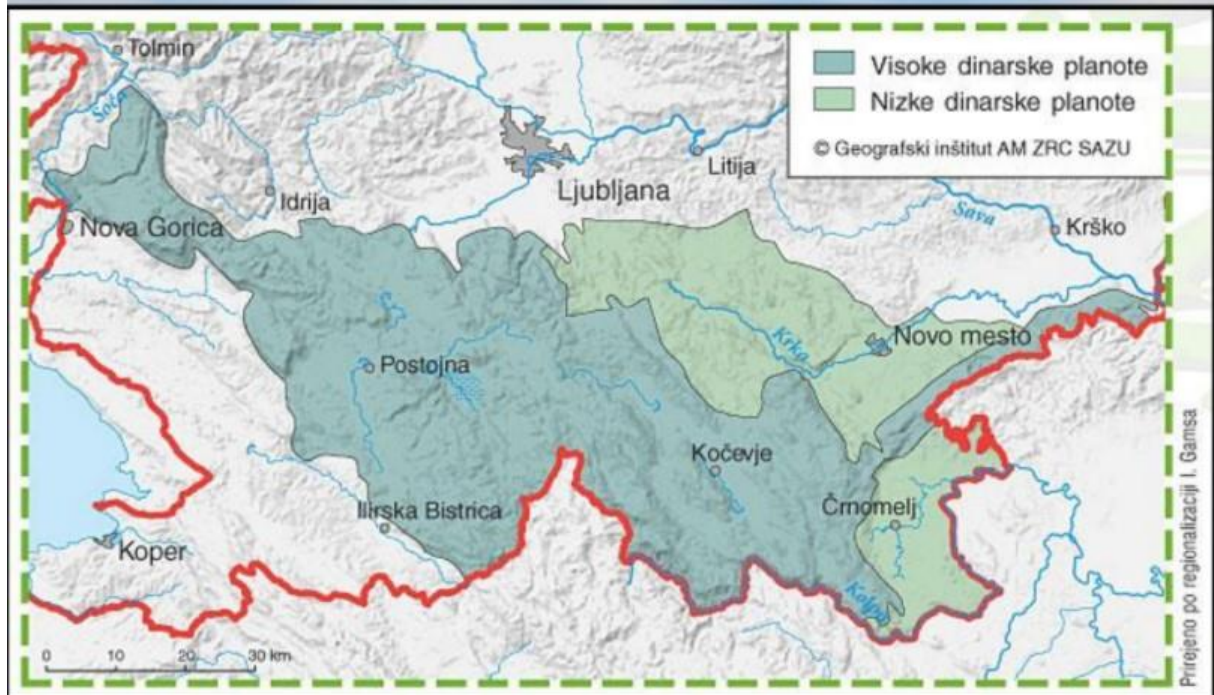 Tolmin
Soča
Idrija
Nova Gorica
Ljubljana
Litija
Visoke dinarske planote
Nizke dinarske planote
© Geografski inštitut AM ZRC SAZU
Sava
Krško
Krka
Novo mesto
Postojna
Kočevje
Črnomelj
Ilirska Bistrica
Koper
Kolpa
0 10 20 30 km
Prirejeno po regionalizaciji I. Gamsa